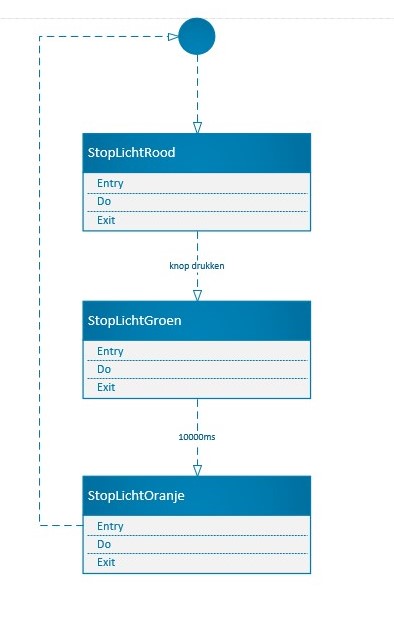 StopLichtRood
Entry
Do
Exit
knop drukken
StopLichtGroen
Entry
Do
Exit
10000ms
StopLichtOranje
Entry
Do
Exit